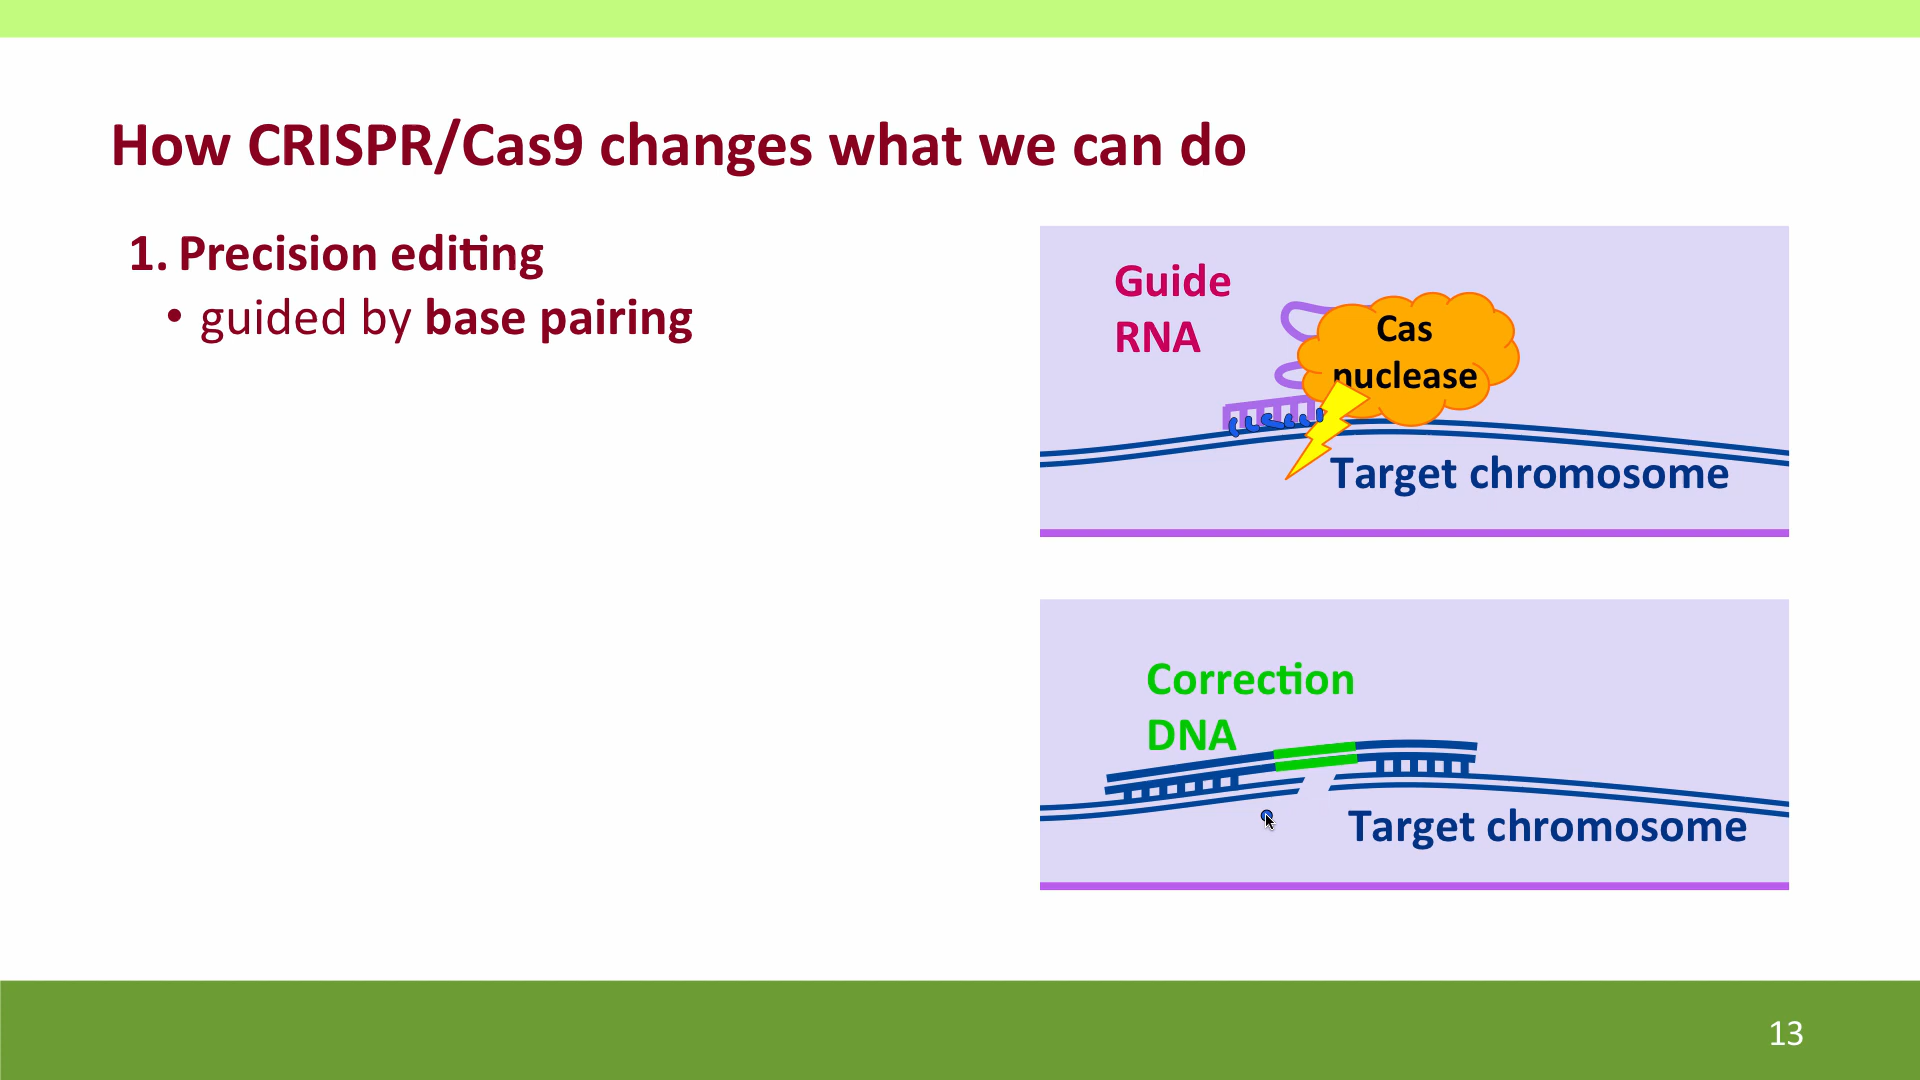 How CRISPR/Cas9 changes what we can do
1. Precision editing
• guided by base pairing
Guide
RNA
Cas
nuclease
Target chromosome
Correction
DNA
Target chromosome
13